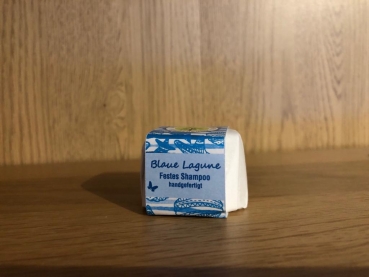 Blaue Lagune
Festes Shampoo
handgefertigt